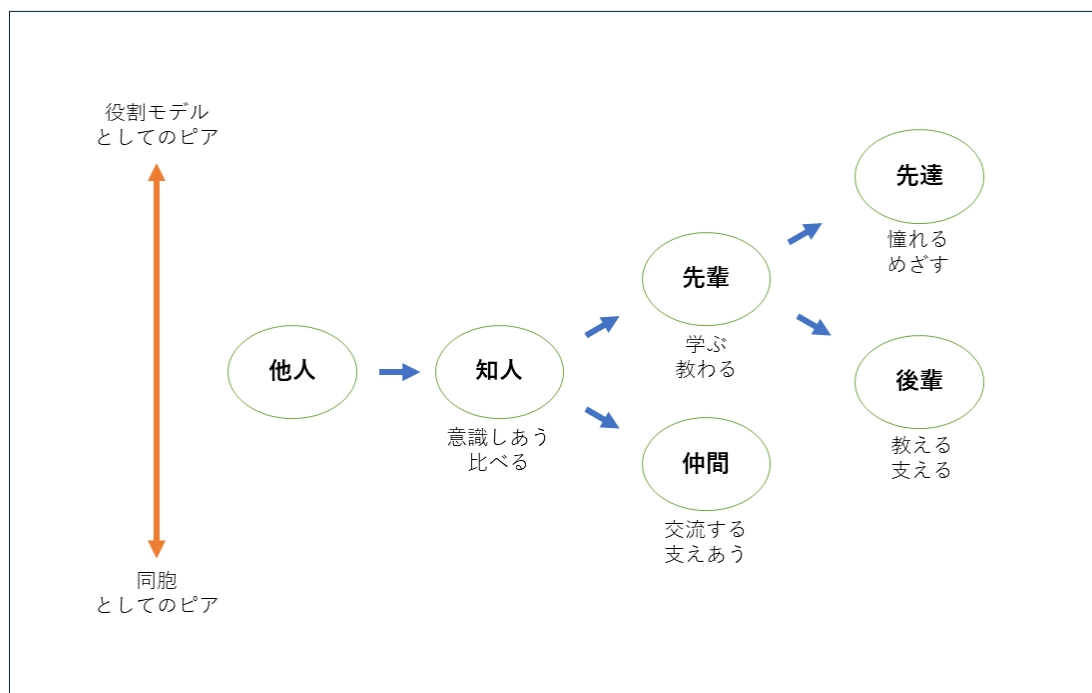 役割モデル
としてのピア
同胞
としてのピア
他人
知人
意識しあう
比べる
先輩
学ぶ
教わる
仲間
交流する
支えあう
先達
憧れる
めざす
後輩
教える
支える